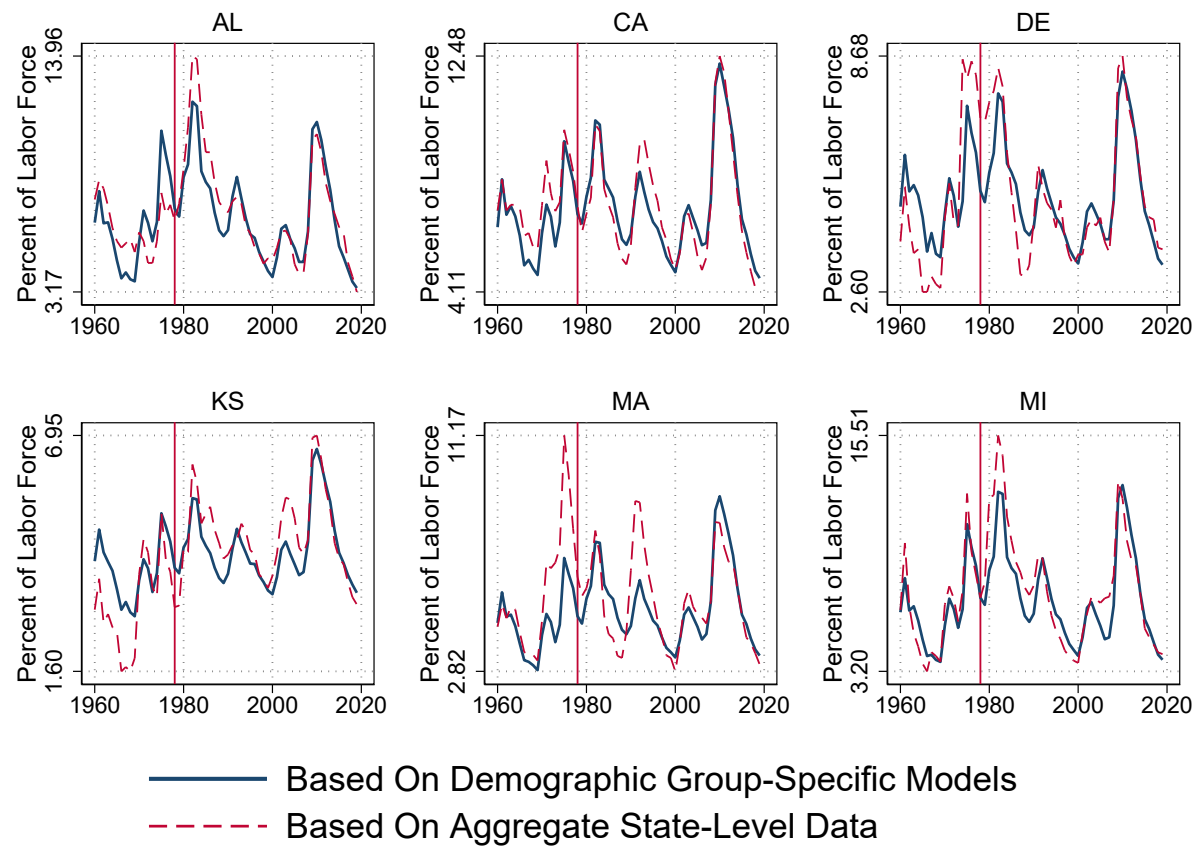 AL
CA
DE
Percent of Labor Force
13.96
3.17
1960 1980 2000 2020
Percent of Labor Force
12.48
4.11
1960 1980 2000 2020
Percent of Labor Force
8.68
2.60
1960 1980 2000 2020
KS
MA
MI
Percent of Labor Force
6.95
1.60
1960 1980 2000 2020
Percent of Labor Force
11.17
2.82
1960 1980 2000 2020
Percent of Labor Force
15.51
3.20
1960 1980 2000 2020
Based On Demographic Group-Specific Models
Based On Aggregate State-Level Data